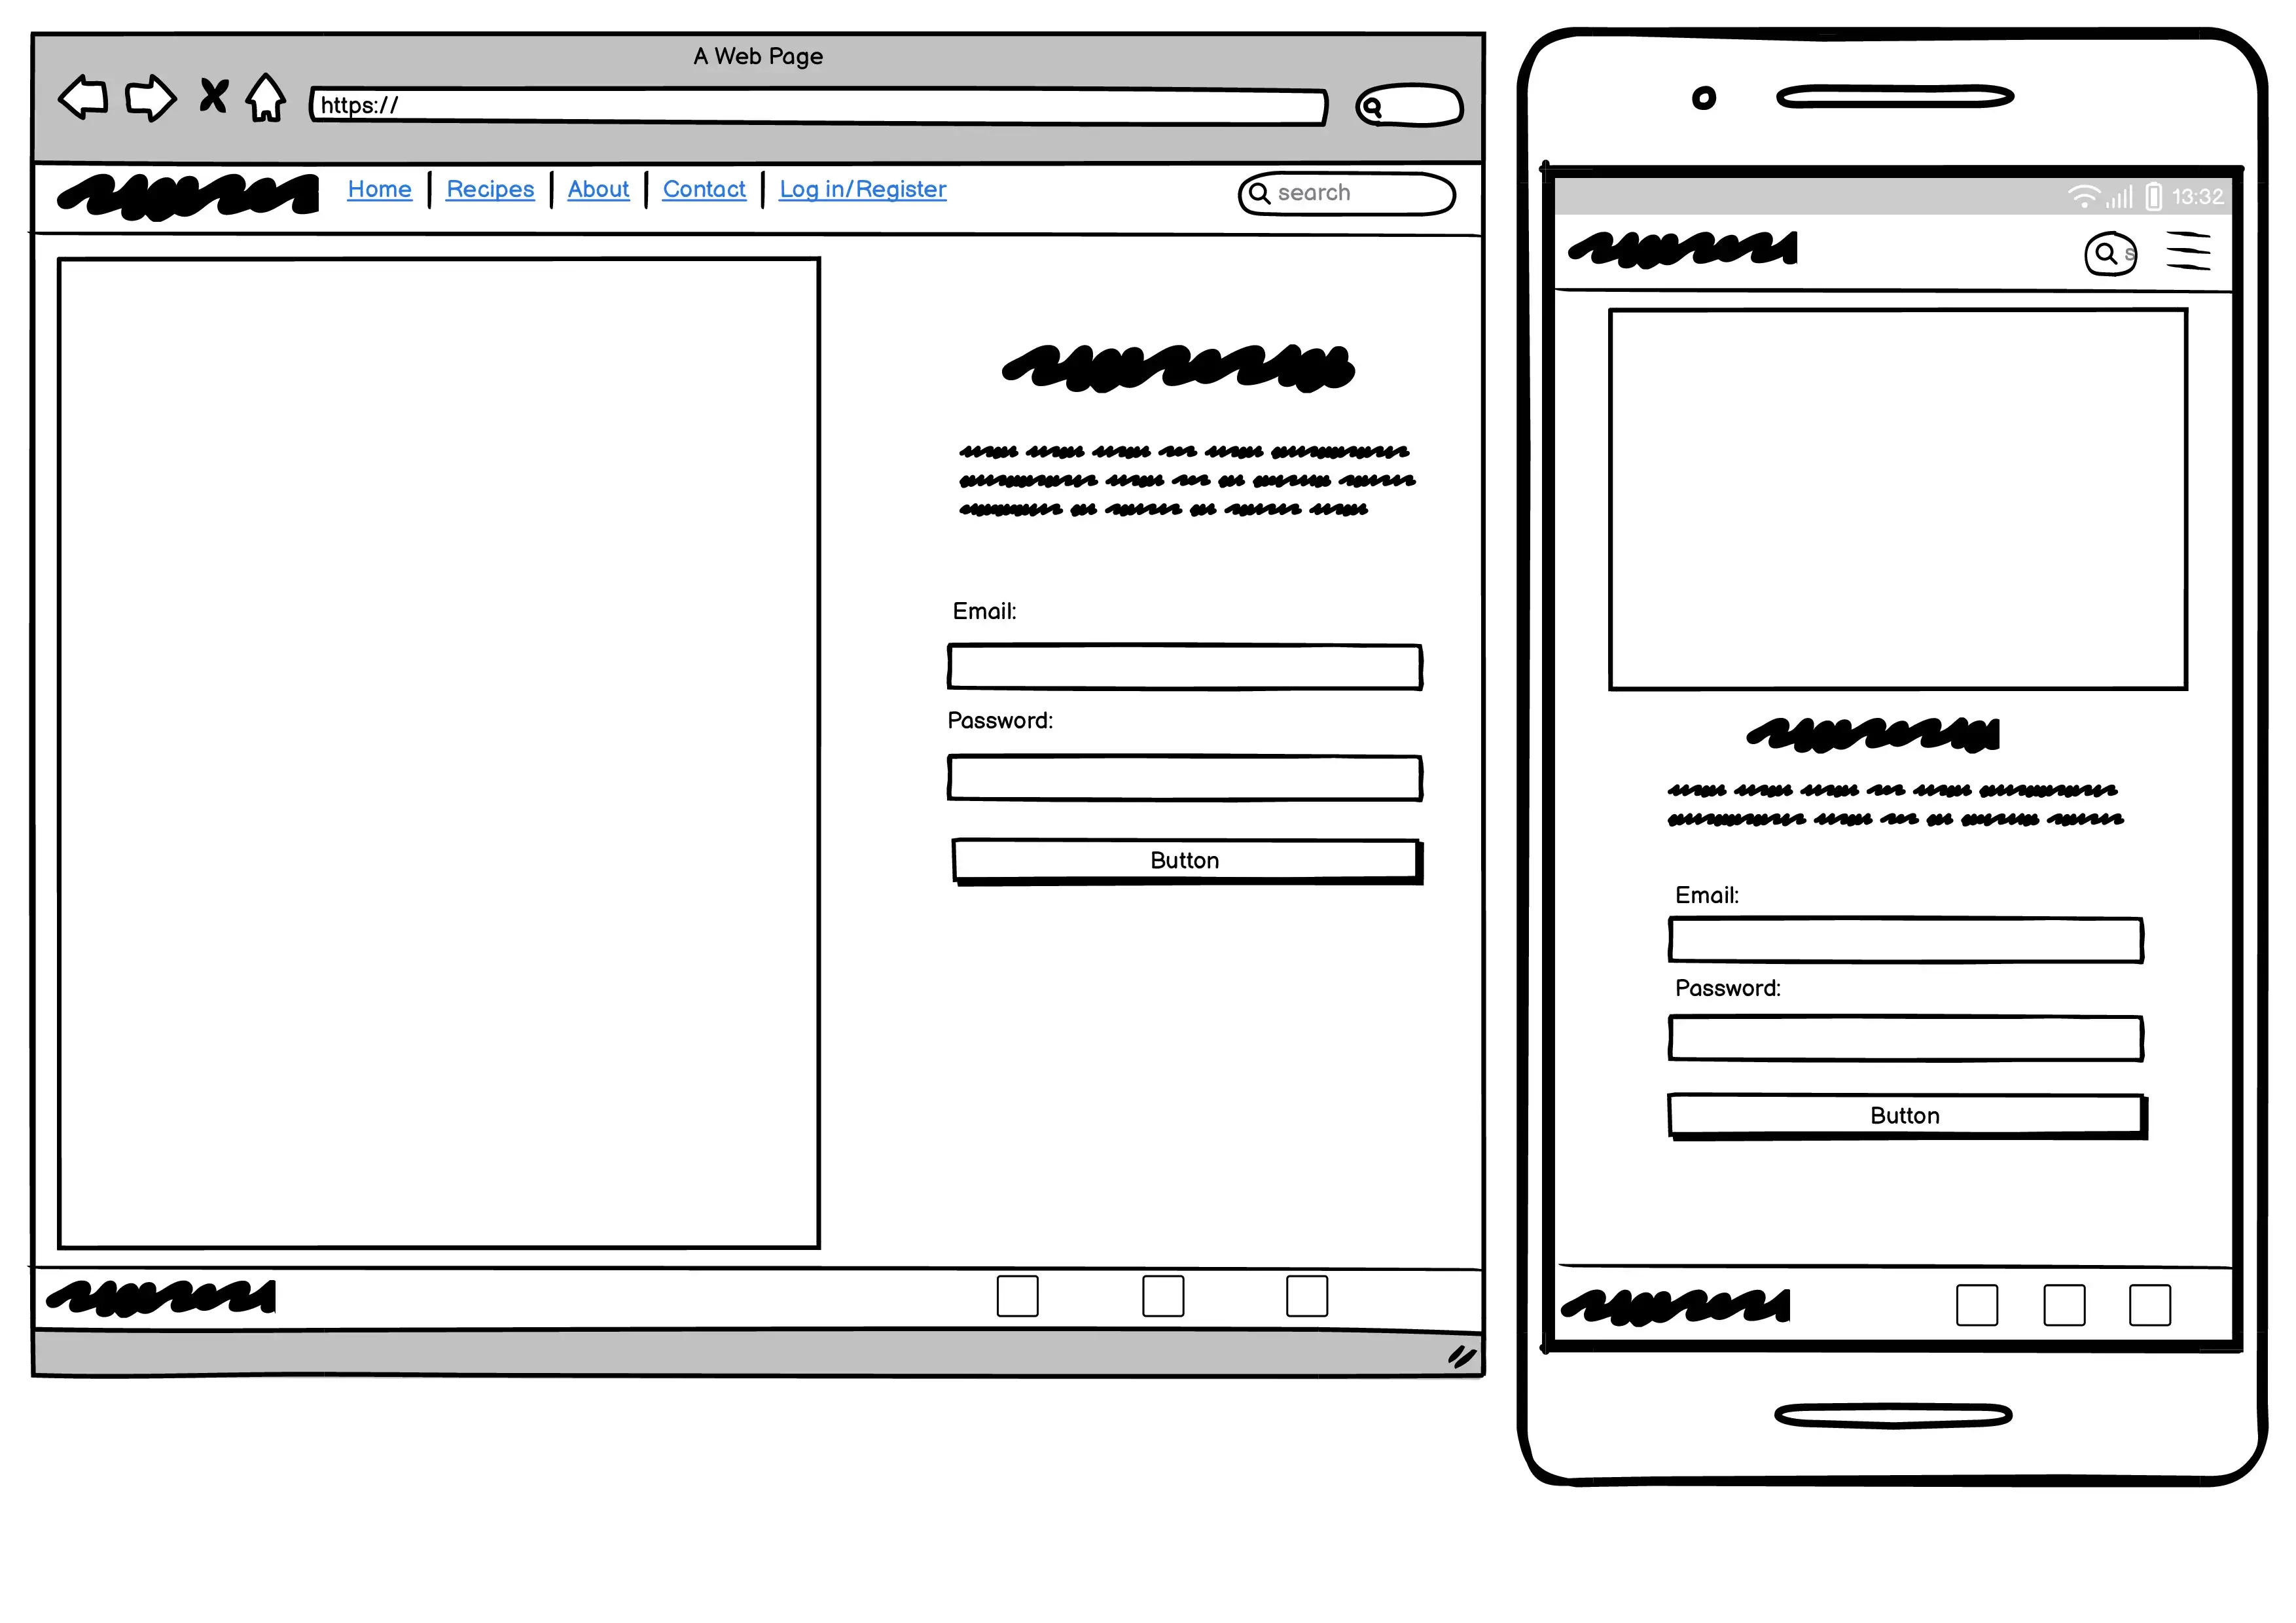 A Web Page
https://
Home Recipes About Contact Log in/Register
search
Email:
Password:
Button
13:32
s
Email:
Password:
Button